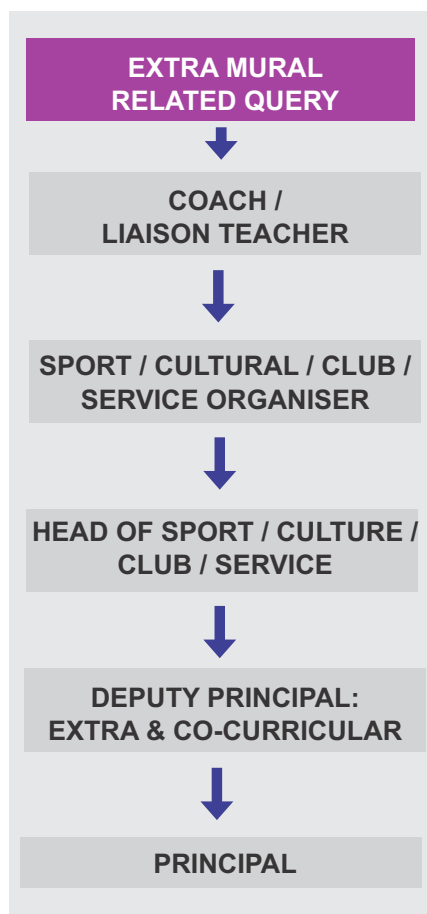 EXTRA MURAL
RELATED QUERY
COACH /
LIAISON TEACHER
SPORT / CULTURAL / CLUB /
SERVICE ORGANISER
HEAD OF SPORT / CULTURE /
CLUB / SERVICE
DEPUTY PRINCIPAL:
EXTRA & CO-CURRICULAR
PRINCIPAL